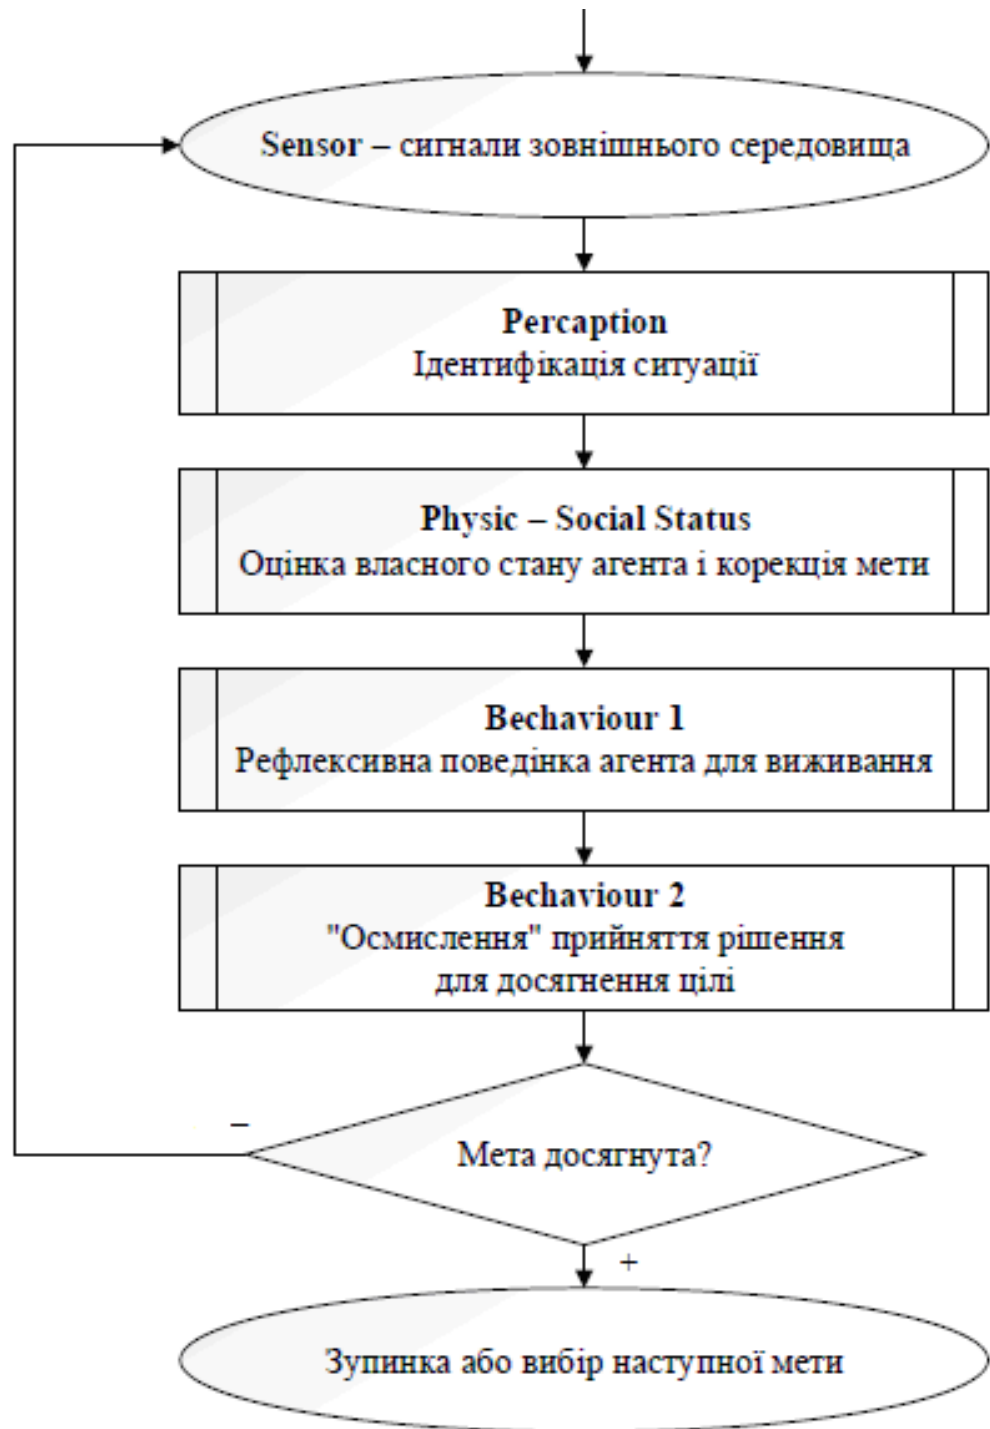 Sensor – сигнали зовнішнього середовища
Percaption
Ідентифікація ситуації
Physic – Social Status
Оцінка власного стану агента і корекція мети
Bechaviour 1
Рефлексивна поведінка агента для виживання
Bechaviour 2
"Осмислення" прийняття рішення
для досягнення цілі
–
Мета досягнута?
+
Зупинка або вибір наступної мети